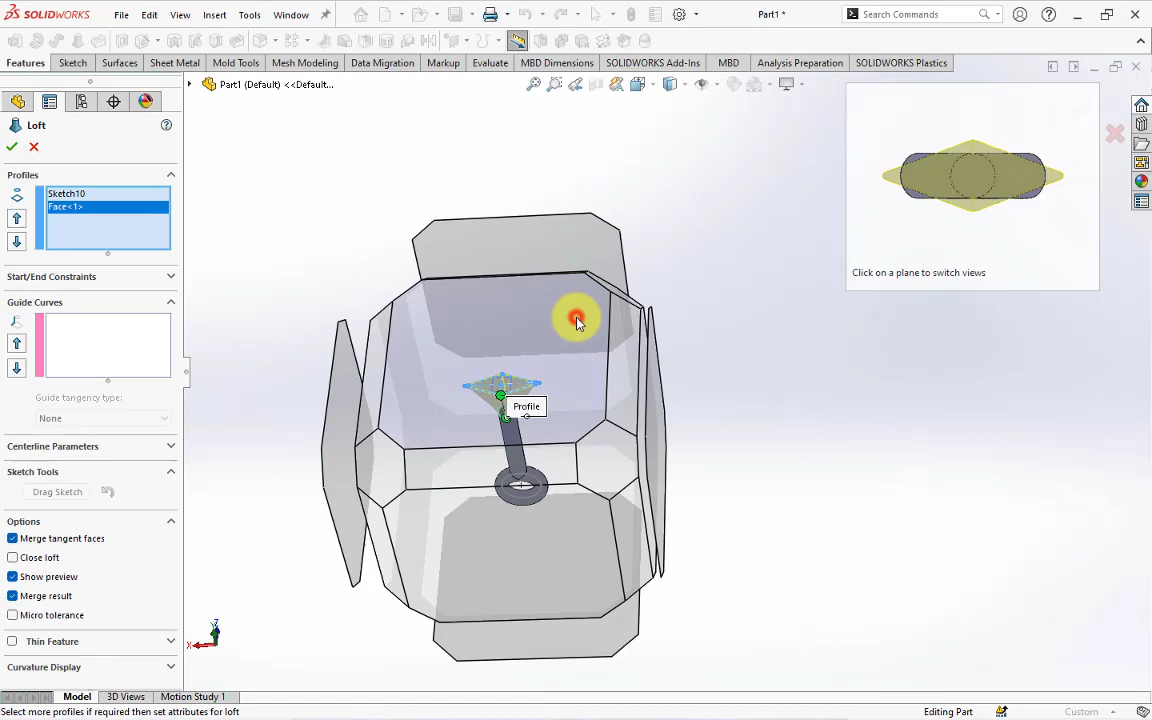 SOLIDWORKS File Edit View Insert Tools Window Part1 * Search Commands
Features Sketch Surfaces Sheet Metal Mold Tools Mesh Modeling Data Migration Markup Evaluate MBD Dimensions SOLIDWORKS Add-Ins MBD Analysis Preparation SOLIDWORKS Plastics
Part1 (Default) <<Default...
Loft
Profiles
Sketch10
Face<1>
Start/End Constraints
Guide Curves
Guide tangency type:
None
Centerline Parameters
Sketch Tools
Drag Sketch
Options
Merge tangent faces
Close loft
Show preview
Merge result
Micro tolerance
Thin Feature
Curvature Display
Click on a plane to switch views
Profile
Z
X
Model 3D Views Motion Study 1
Select more profiles if required then set attributes for loft Editing Part Custom